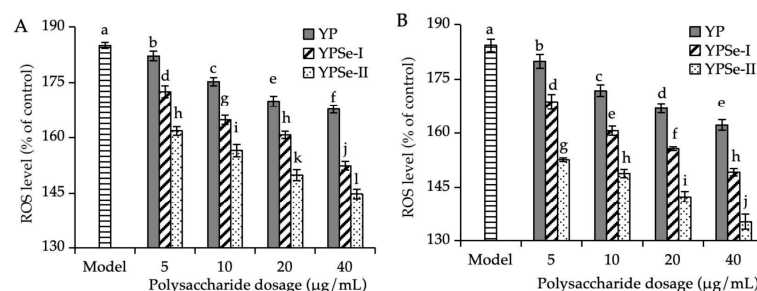 A
ROS level (% of control)
190
175
160
145
130
a
b
d
h
c
g
i
e
l
k
f
j
l
YP
YPSe-I
YPSe-II
Model
5
10
20
40
Polysaccharide dosage (μg/mL)
B
ROS level (% of control)
190
175
160
145
130
a
b
d
g
c
e
h
d
f
i
e
h
j
YP
YPSe-I
YPSe-II
Model
5
10
20
40
Polysaccharide dosage (μg/mL)